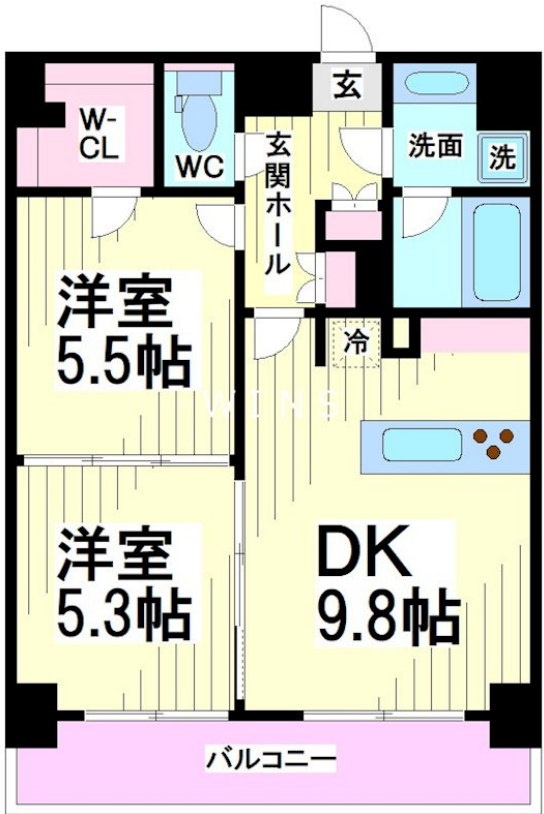 玄
W-
CL
WC
玄関ホール
洗面
洗
洋室
5.5帖
冷
WINS
洋室
5.3帖
DK
9.8帖
バルコニー